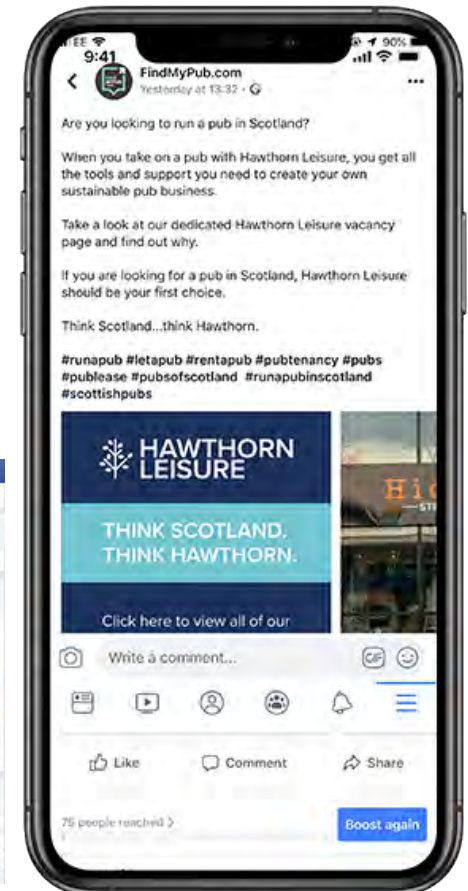 EE
90%
9:41
FindMyPub.com
Yesterday at 13:32 ·
Are you looking to run a pub in Scotland?
When you take on a pub with Hawthorn Leisure, you get all
the tools and support you need to create your own
sustainable pub business.
Take a look at our dedicated Hawthorn Leisure vacancy
page and find out why.
If you are looking for a pub in Scotland, Hawthorn Leisure
should be your first choice.
Think Scotland...think Hawthorn.
#runapub #letapub #rentapub #pubtenancy #pubs
#publease #pubsofscotland #runapubinscotland
#scottishpubs
HAWTHORN
LEISURE
THINK SCOTLAND.
THINK HAWTHORN.
Click here to view all of our
Write a comment...
GIF
Like
Comment
Share
75 people reached >
Boost again